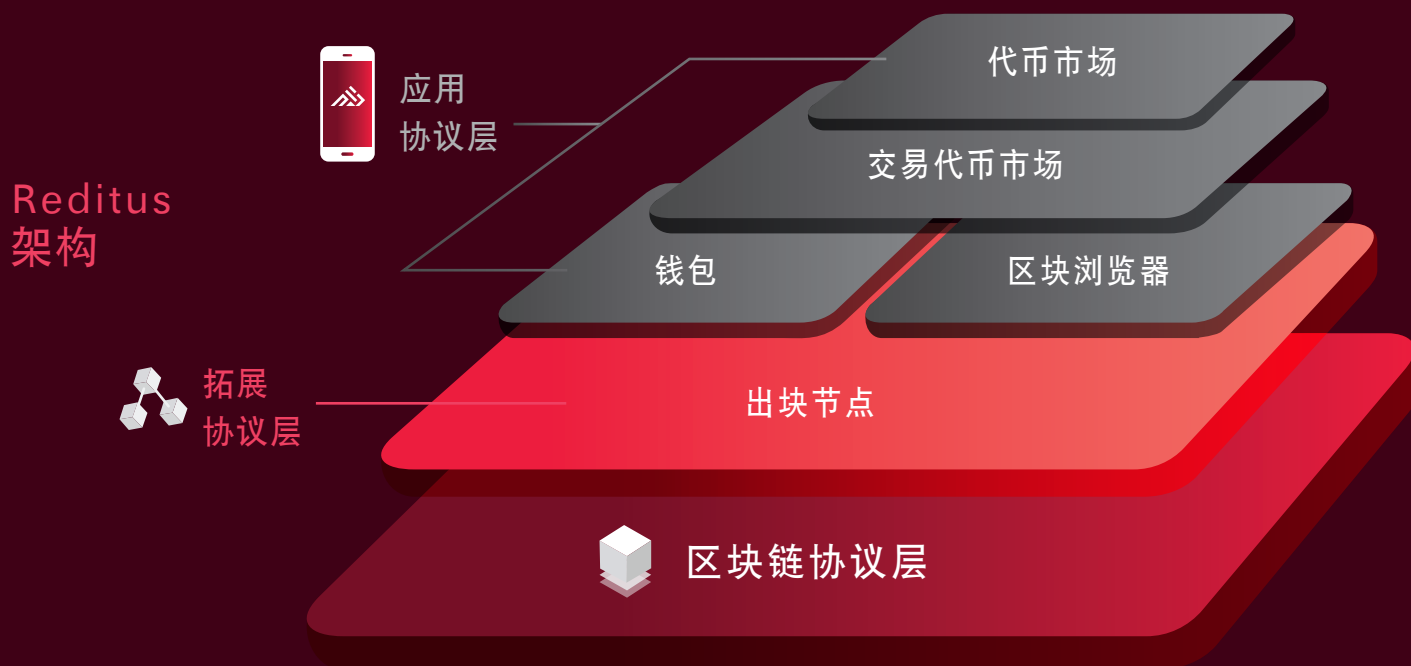 Reditus
架构
应用
协议层
代币市场
交易代币市场
钱包
区块浏览器
拓展
协议层
出块节点
区块链协议层